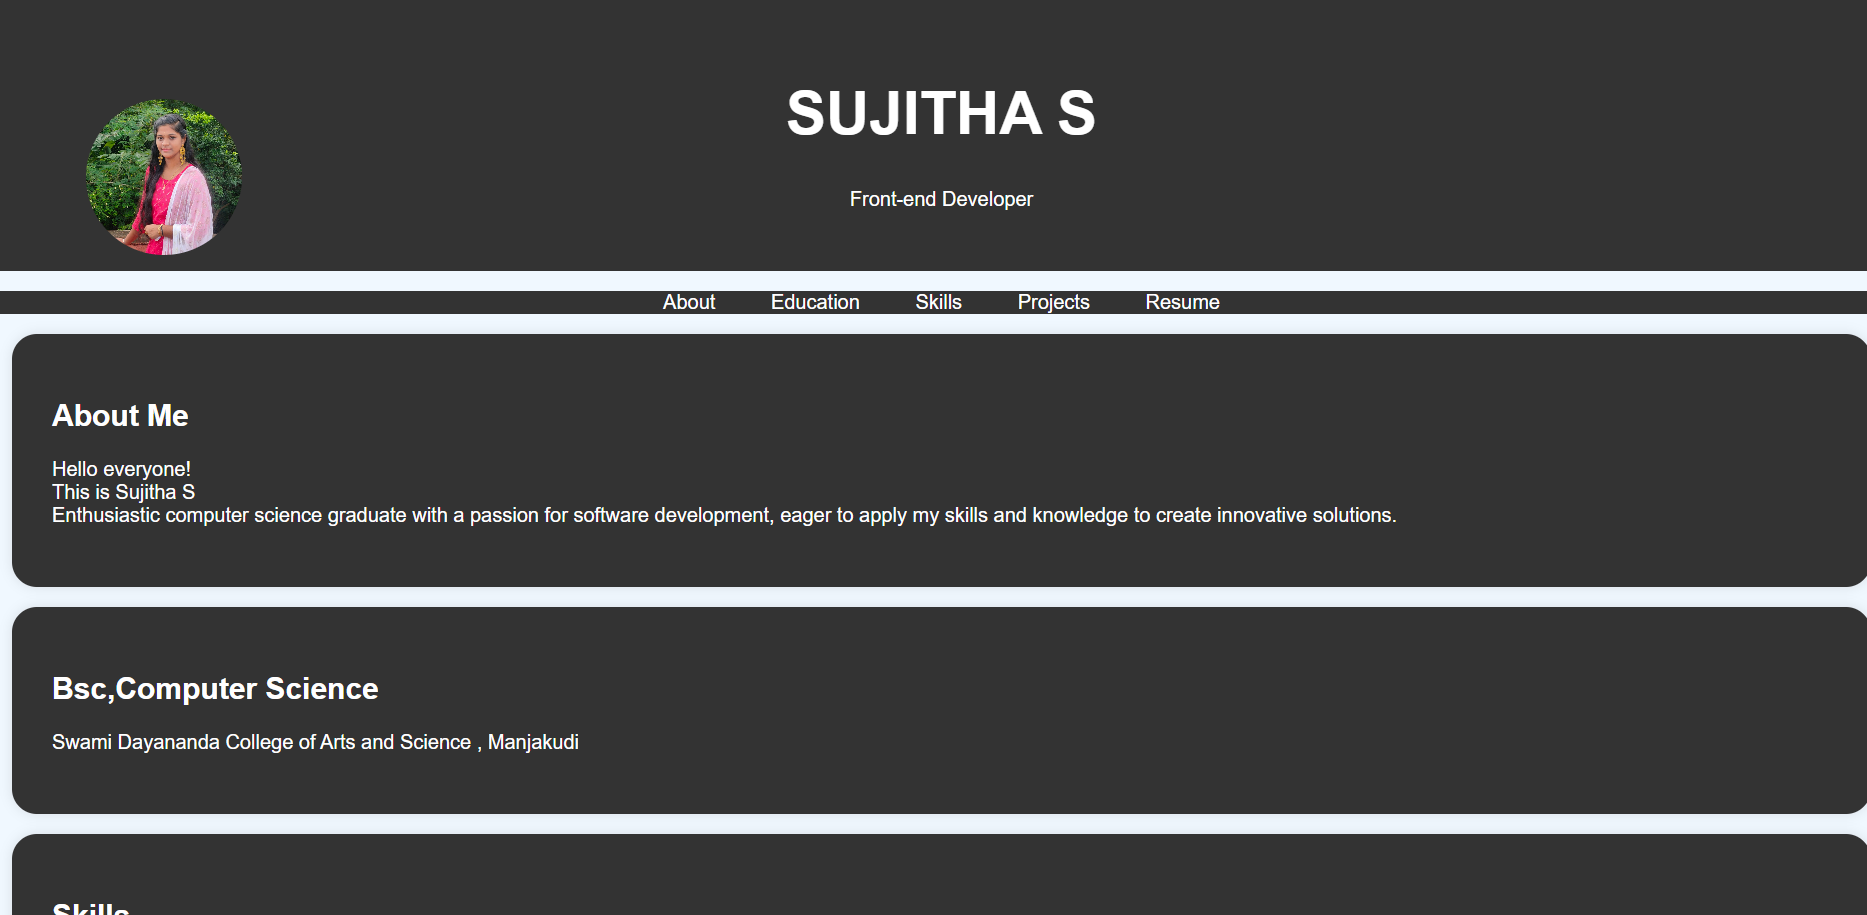 SUJITHA S
Front-end Developer
About Education Skills Projects Resume
About Me
Hello everyone!
This is Sujitha S
Enthusiastic computer science graduate with a passion for software development, eager to apply my skills and knowledge to create innovative solutions.
Bsc,Computer Science
Swami Dayananda College of Arts and Science , Manjakudi
Skills